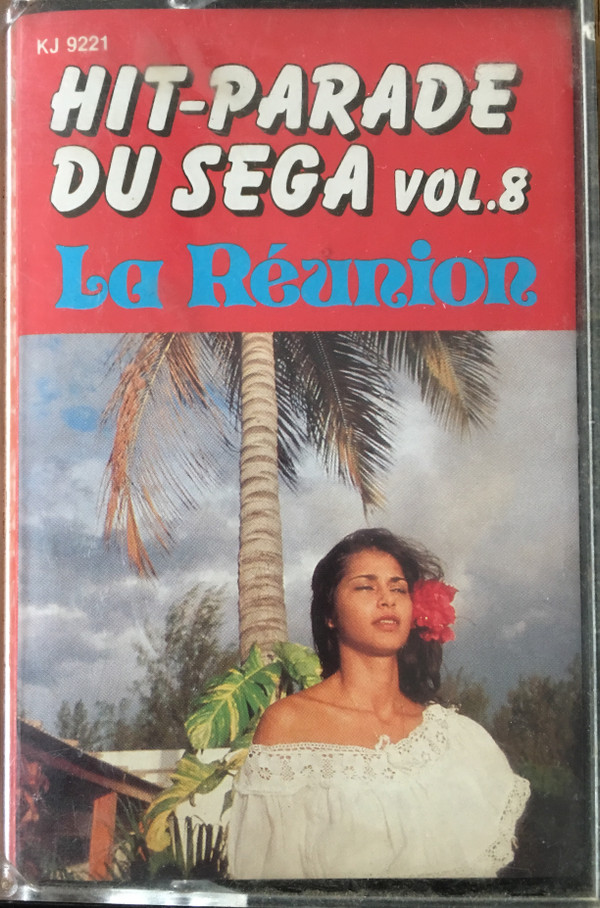 KJ 9221
HIT-PARADE
DU SEGA VOL.8
La Réunion